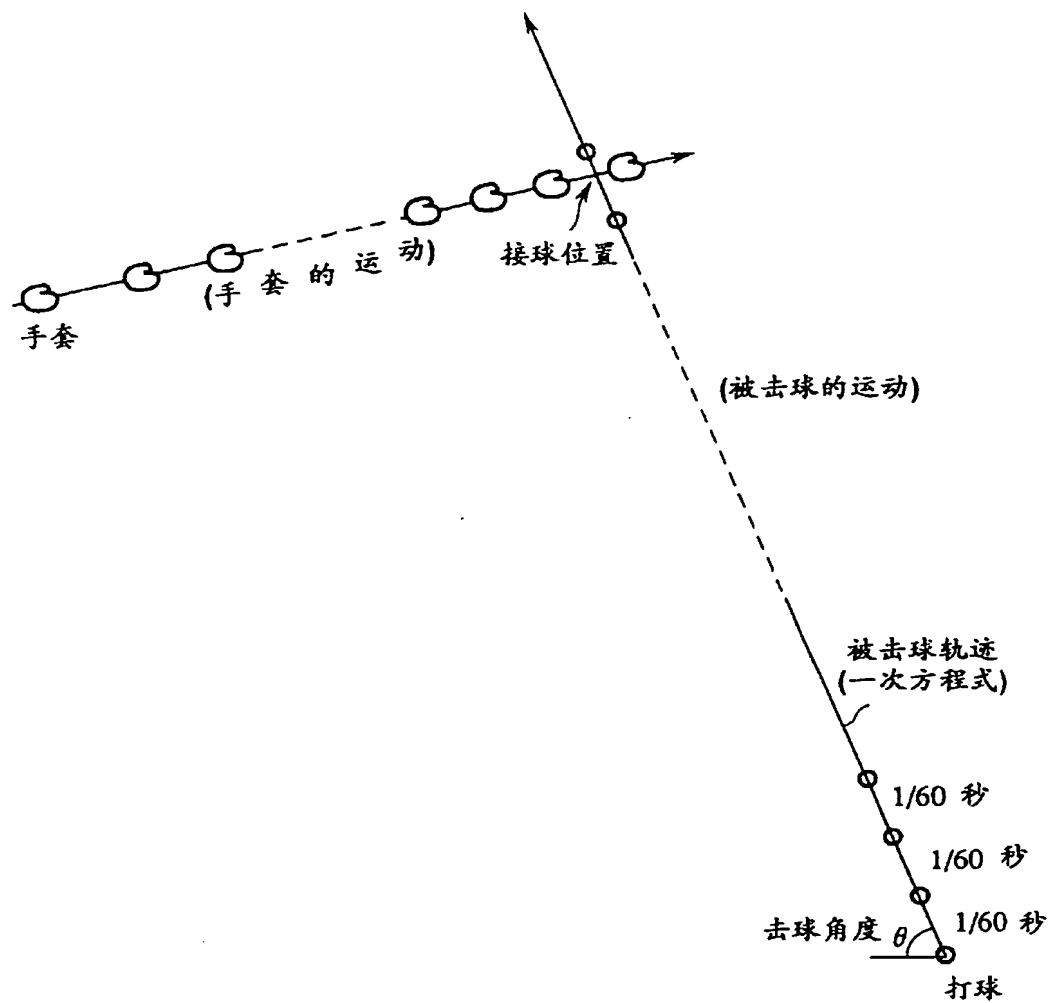 接球位置
(手套的运动)
手套
(被击球的运动)
被击球轨迹
(一次方程式)
1/60 秒
1/60 秒
1/60 秒
击球角度 θ
打球